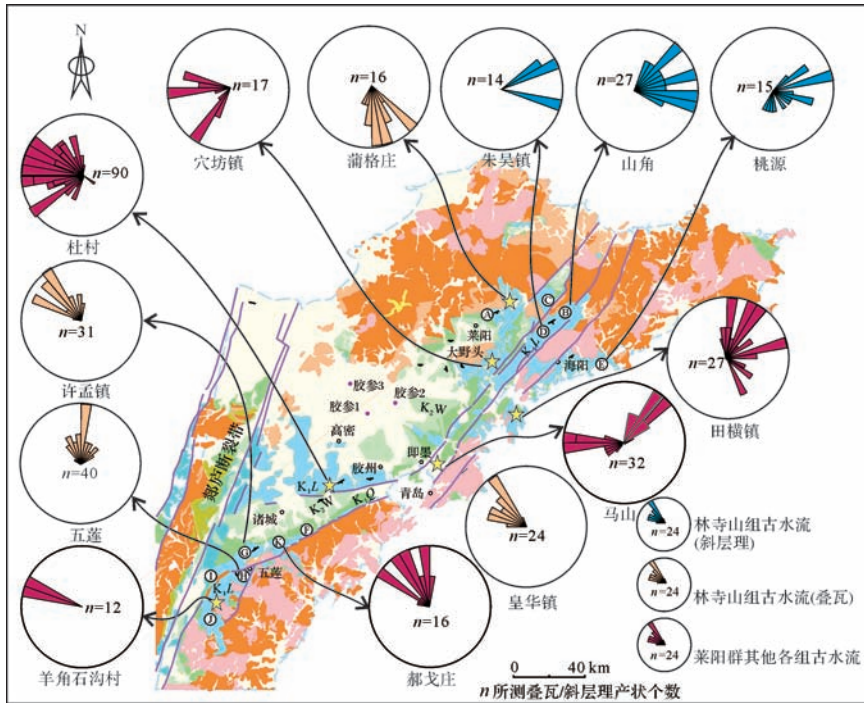 N
n=17
穴坊镇
n=16
蒲格庄
n=14
朱吴镇
n=27
山角
n=15
桃源
n=90
杜村
n=31
许孟镇
n=40
五莲
n=12
羊角石沟村
n=27
田横镇
n=32
马山
n=24
皇华镇
n=16
郝戈庄
A
B
C
D
E
F
G
H
I
J
K
莱阳
大野头
K₁L
海阳
胶参3
胶参2
胶参1
K₂W
高密
郯庐断裂带
胶州
即墨
青岛
K₁L
K₂W
K₁Q
诸城
五莲
K₁L
n=24
林寺山组古水流
(斜层理)
n=24
林寺山组古水流(叠瓦)
n=24
莱阳群其他各组古水流
0 40 km
n 所测叠瓦/斜层理产状个数